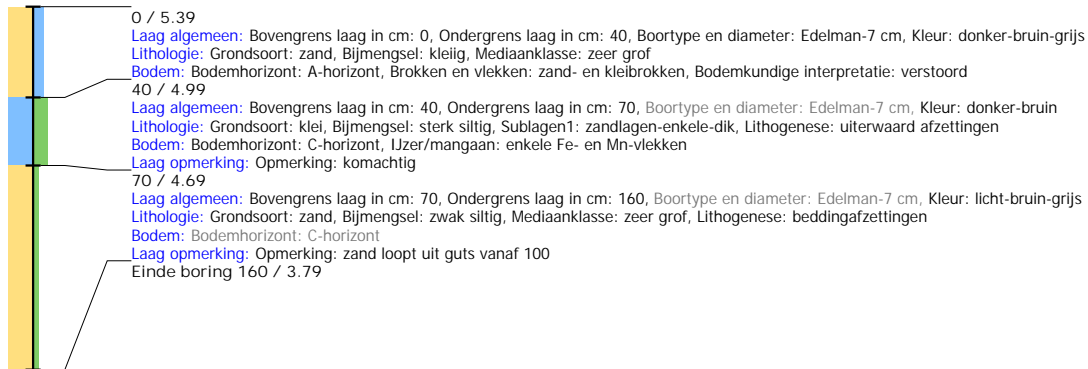 0 / 5.39
Laag algemeen: Bovengrens laag in cm: 0, Ondergrens laag in cm: 40, Boortype en diameter: Edelman-7 cm, Kleur: donker-bruin-grijs
Lithologie: Grondsoort: zand, Bijmengsel: kleiig, Mediaanklasse: zeer grof
Bodem: Bodemhorizont: A-horizont, Brokken en vlekken: zand- en kleibrokken, Bodemkundige interpretatie: verstoord
40 / 4.99
Laag algemeen: Bovengrens laag in cm: 40, Ondergrens laag in cm: 70, Boortype en diameter: Edelman-7 cm, Kleur: donker-bruin
Lithologie: Grondsoort: klei, Bijmengsel: sterk siltig, Sublagen1: zandlagen-enkele-dik, Lithogenese: uiterwaard afzettingen
Bodem: Bodemhorizont: C-horizont, IJzer/mangaan: enkele Fe- en Mn-vlekken
Laag opmerking: Opmerking: komachtig
70 / 4.69
Laag algemeen: Bovengrens laag in cm: 70, Ondergrens laag in cm: 160, Boortype en diameter: Edelman-7 cm, Kleur: licht-bruin-grijs
Lithologie: Grondsoort: zand, Bijmengsel: zwak siltig, Mediaanklasse: zeer grof, Lithogenese: beddingafzettingen
Bodem: Bodemhorizont: C-horizont
Laag opmerking: Opmerking: zand loopt uit guts vanaf 100
Einde boring 160 / 3.79